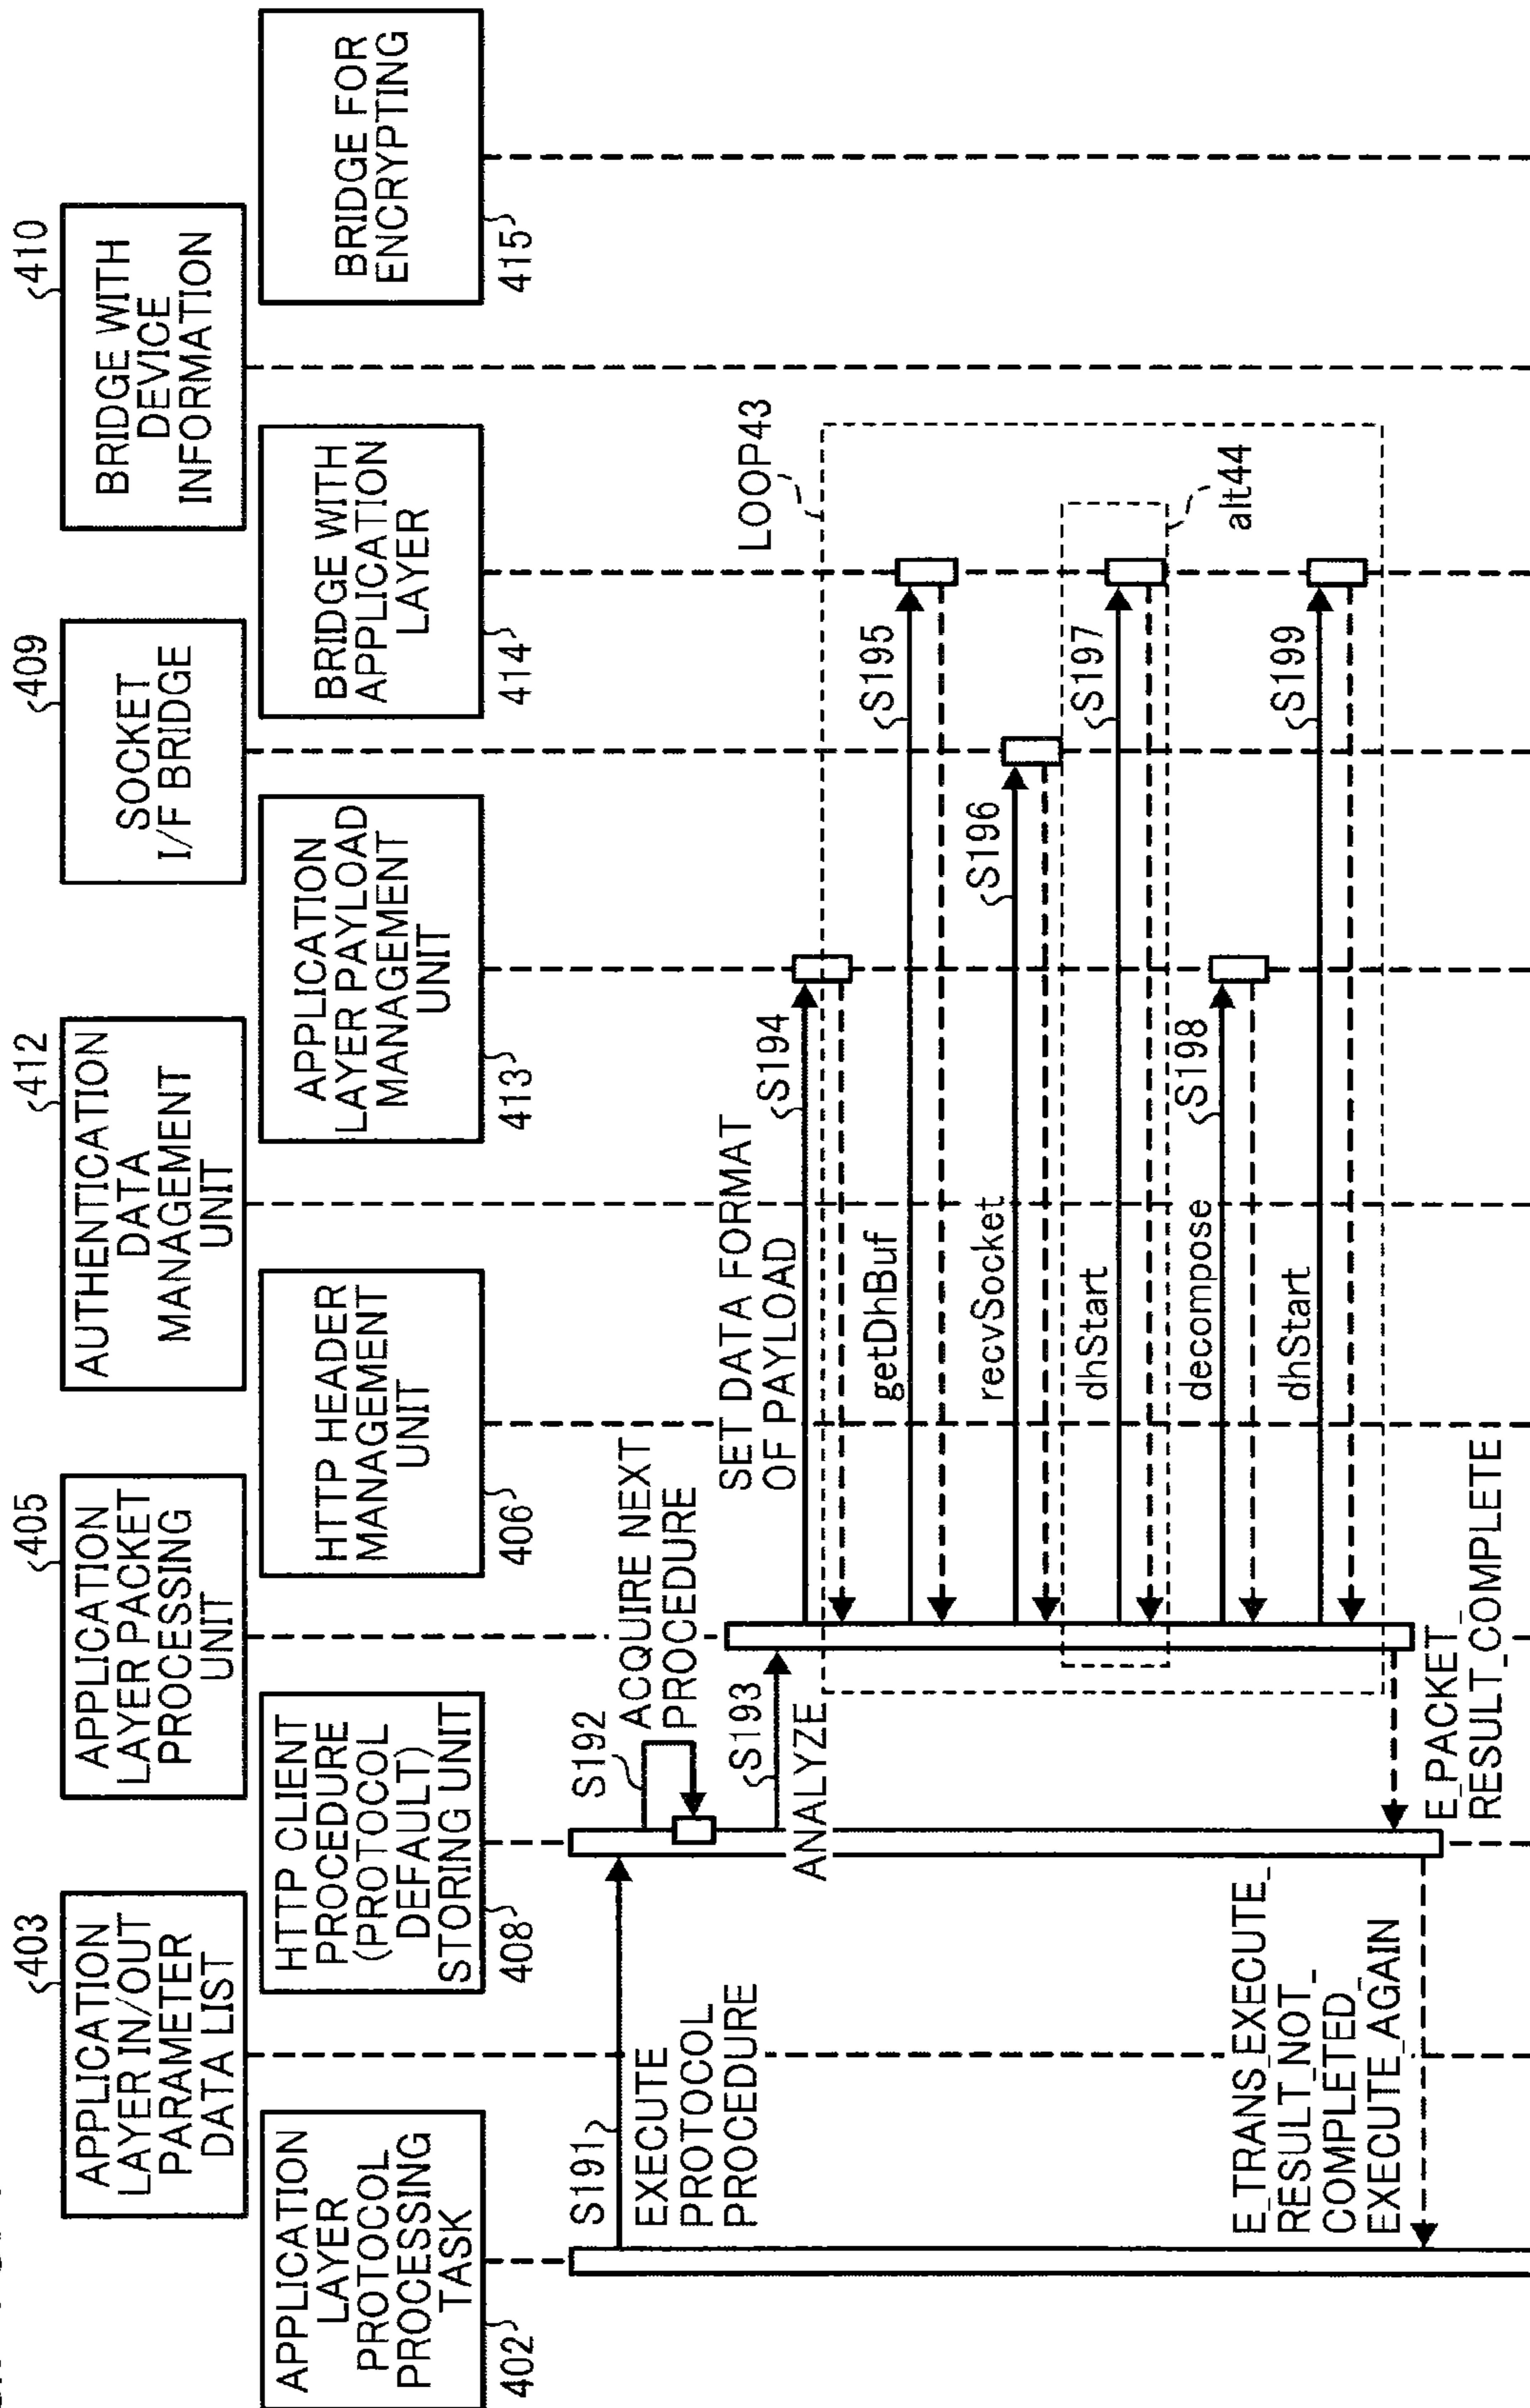 403
APPLICATION
LAYER IN/OUT
PARAMETER
DATA LIST
405
APPLICATION
LAYER PACKET
PROCESSING
UNIT
412
AUTHENTICATION
DATA
MANAGEMENT
UNIT
409
SOCKET
I/F BRIDGE
410
BRIDGE WITH
DEVICE
INFORMATION
APPLICATION
LAYER
PROTOCOL
PROCESSING
TASK
402
HTTP CLIENT
PROCEDURE
(PROTOCOL
DEFAULT)
STORING UNIT
408
HTTP HEADER
MANAGEMENT
UNIT
406
APPLICATION
LAYER PAYLOAD
MANAGEMENT
UNIT
413
BRIDGE WITH
APPLICATION
LAYER
414
BRIDGE FOR
ENCRYPTING
415
S191
EXECUTE
PROTOCOL
PROCEDURE
S192
ACQUIRE NEXT
PROCEDURE
S193
ANALYZE
SET DATA FORMAT
OF PAYLOAD
S194
LOOP43
getDhBuf
S195
recvSocket
S196
dhStart
S197
alt44
decompose
S198
dhStart
S199
E_PACKET_
RESULT_COMPLETE
E_TRANS_EXECUTE_
RESULT_NOT_
COMPLETED_
EXECUTE_AGAIN